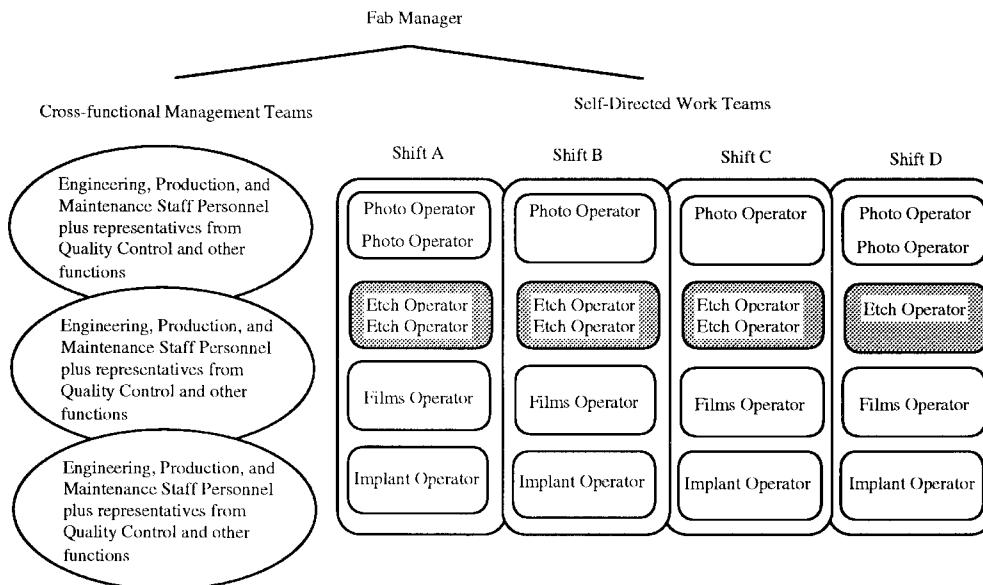 Fab Manager
Cross-functional Management Teams
Self-Directed Work Teams
Engineering, Production, and
Maintenance Staff Personnel
plus representatives from
Quality Control and other
functions
Engineering, Production, and
Maintenance Staff Personnel
plus representatives from
Quality Control and other
functions
Engineering, Production, and
Maintenance Staff Personnel
plus representatives from
Quality Control and other
functions
Shift A
Photo Operator
Photo Operator
Etch Operator
Etch Operator
Films Operator
Implant Operator
Shift B
Photo Operator
Etch Operator
Etch Operator
Films Operator
Implant Operator
Shift C
Photo Operator
Etch Operator
Etch Operator
Films Operator
Implant Operator
Shift D
Photo Operator
Photo Operator
Etch Operator
Films Operator
Implant Operator